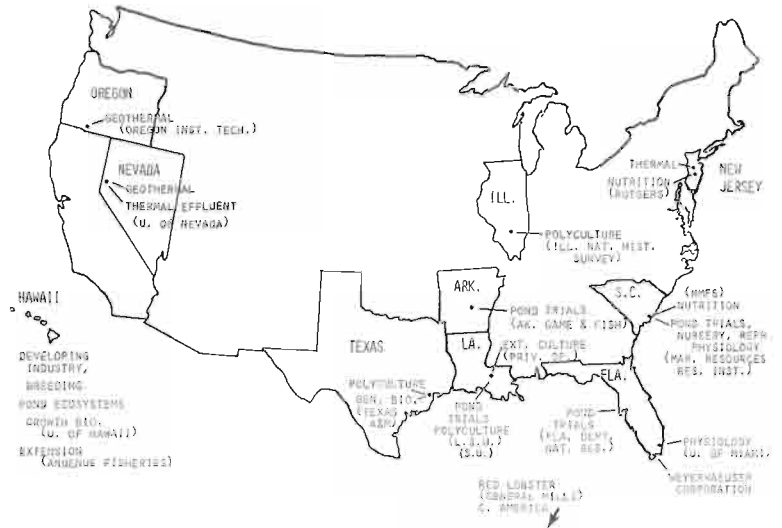 OREGON
GEOTHERMAL
(OREGON INST. TECH.)
NEVADA
GEOTHERMAL
THERMAL EFFLUENT
(U. OF NEVADA)
HAWAII
DEVELOPING
INDUSTRY,
BREEDING
POND ECOSYSTEMS
GROWTH BIO.
(U. OF HAWAII)
EXTENSION
(ANUENUE FISHERIES)
TEXAS
POLYCULTURE
GEN. BIO.
(TEXAS
A&M)
ILL.
POLYCULTURE
(ILL. NAT. HIST.
SURVEY)
ARK.
POND TRIALS
(AK. GAME & FISH)
LA.
EXT. CULTURE
(PRIV. OP.)
POND
TRIALS
POLYCULTURE
(L.S.U.)
(S.U.)
THERMAL
NUTRITION
(RUTGERS)
NEW
JERSEY
S.C.
(NMFS)
NUTRITION
POND TRIALS,
NURSERY, REPR.
PHYSIOLOGY
(MAR. RESOURCES
RES. INST.)
FLA.
POND
TRIALS
(FLA. DEPT.
NAT. RES.)
PHYSIOLOGY
(U. OF MIAMI)
WEYERHAEUSER
CORPORATION
RED LOBSTER
(GENERAL MILLS)
C. AMERICA